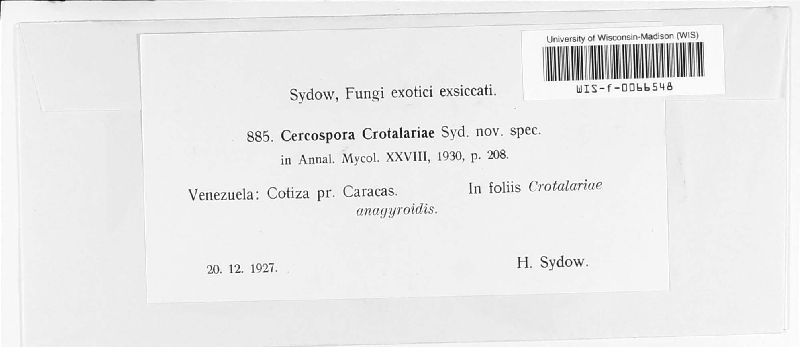 University of Wisconsin-Madison (WIS)
WIS-f-0066548
Sydow, Fungi exotici exsiccati.
885. Cercospora Crotalariae Syd. nov. spec.
in Annal. Mycol. XXVIII, 1930, p. 208.
Venezuela: Cotiza pr. Caracas. In foliis Crotalariae
anagyroidis.
20. 12. 1927.
H. Sydow.